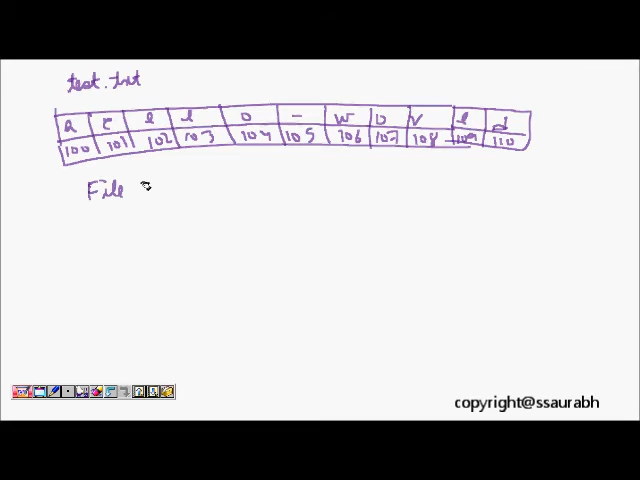 test.txt
a e l l o - w o r l d
100 101 102 103 104 105 106 107 108 109 110
File
copyright@ssaurabh